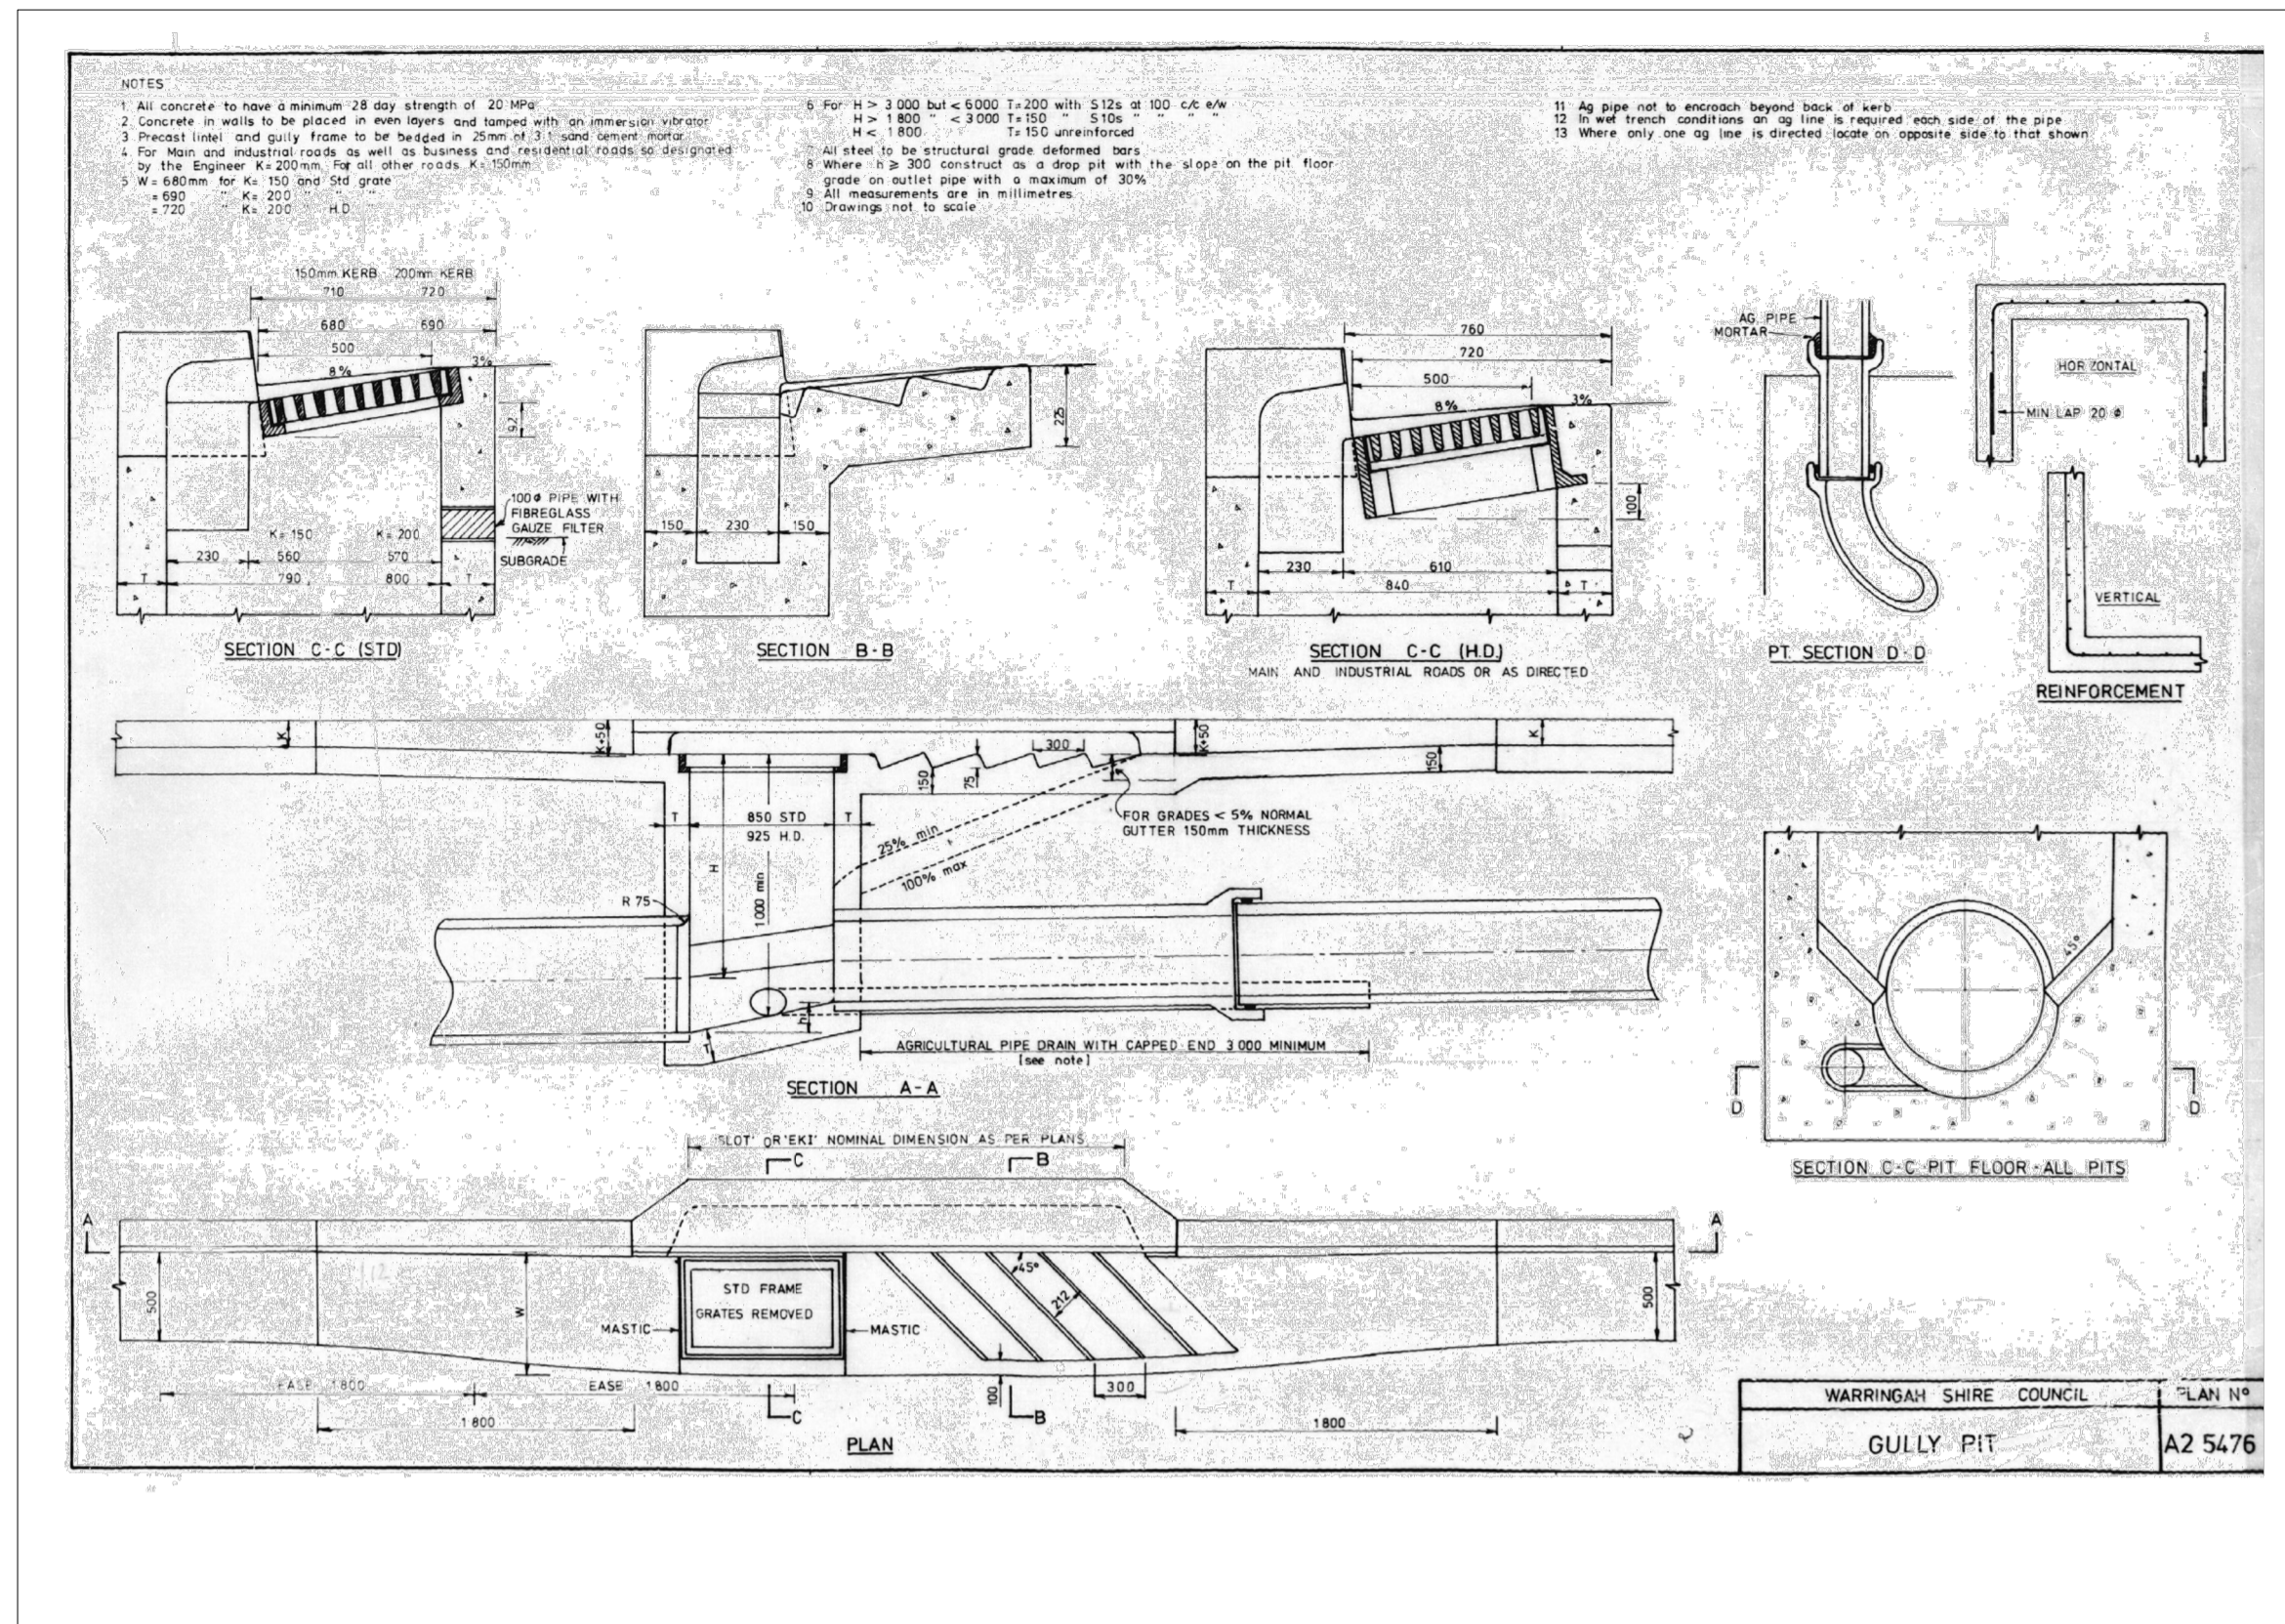 NOTES
1 All concrete to have a minimum 28 day strength of 20 MPa
2 Concrete in walls to be placed in even layers and tamped with an immersion vibrator
3 Precast lintel and gully frame to be bedded in 25mm of 3:1 sand cement mortar
4 For Main and industrial roads as well as business and residential roads so designated
by the Engineer K=200mm. For all other roads K=150mm
5 W=680mm for K=150 and Std grate
=690 " K=200 " "
=720 " K=200 " H.D "
6 For H > 3 000 but < 6000 T=200 with S12s at 100 c/c e/w
H > 1 800 " < 3000 T=150 " S10s " " " "
H < 1 800 T=150 unreinforced
7 All steel to be structural grade deformed bars
8 Where h ≥ 300 construct as a drop pit with the slope on the pit floor
grade on outlet pipe with a maximum of 30%
9 All measurements are in millimetres
10 Drawings not to scale
11 Ag pipe not to encroach beyond back of kerb
12 In wet trench conditions an ag line is required each side of the pipe
13 Where only one ag line is directed locate on opposite side to that shown
150mm KERB 200mm KERB
710 720
680 690
500
8%
3%
92
100ϕ PIPE WITH
FIBREGLASS
GAUZE FILTER
SUBGRADE
K=150 K=200
230 560 570
T 790 800 T
SECTION C-C (STD)
225
150 230 150
SECTION B-B
760
720
500
8%
3%
100
230 610
T 840 T
SECTION C-C (H.D.)
MAIN AND INDUSTRIAL ROADS OR AS DIRECTED
AG. PIPE
MORTAR
PT. SECTION D-D
HOR ZONTAL
MIN LAP 20 ϕ
VERTICAL
REINFORCEMENT
K
K+50
300
K+50
K
150
75
150
T 850 STD T
925 H.D.
FOR GRADES < 5% NORMAL
GUTTER 150mm THICKNESS
25% min
100% max
H
1000 min
R 75
h
T
AGRICULTURAL PIPE DRAIN WITH CAPPED END 3 000 MINIMUM
(see note)
SECTION A-A
45°
D D
SECTION C-C PIT FLOOR-ALL PITS
'SLOT' OR 'EKI' NOMINAL DIMENSION AS PER PLANS
C B
A A
STD FRAME
GRATES REMOVED
45°
212
500
W
500
MASTIC MASTIC
EASE 1800 EASE 1800
100
300
C B
1800 1800
PLAN
WARRINGAH SHIRE COUNCIL PLAN Nº
GULLY PIT A2 5476